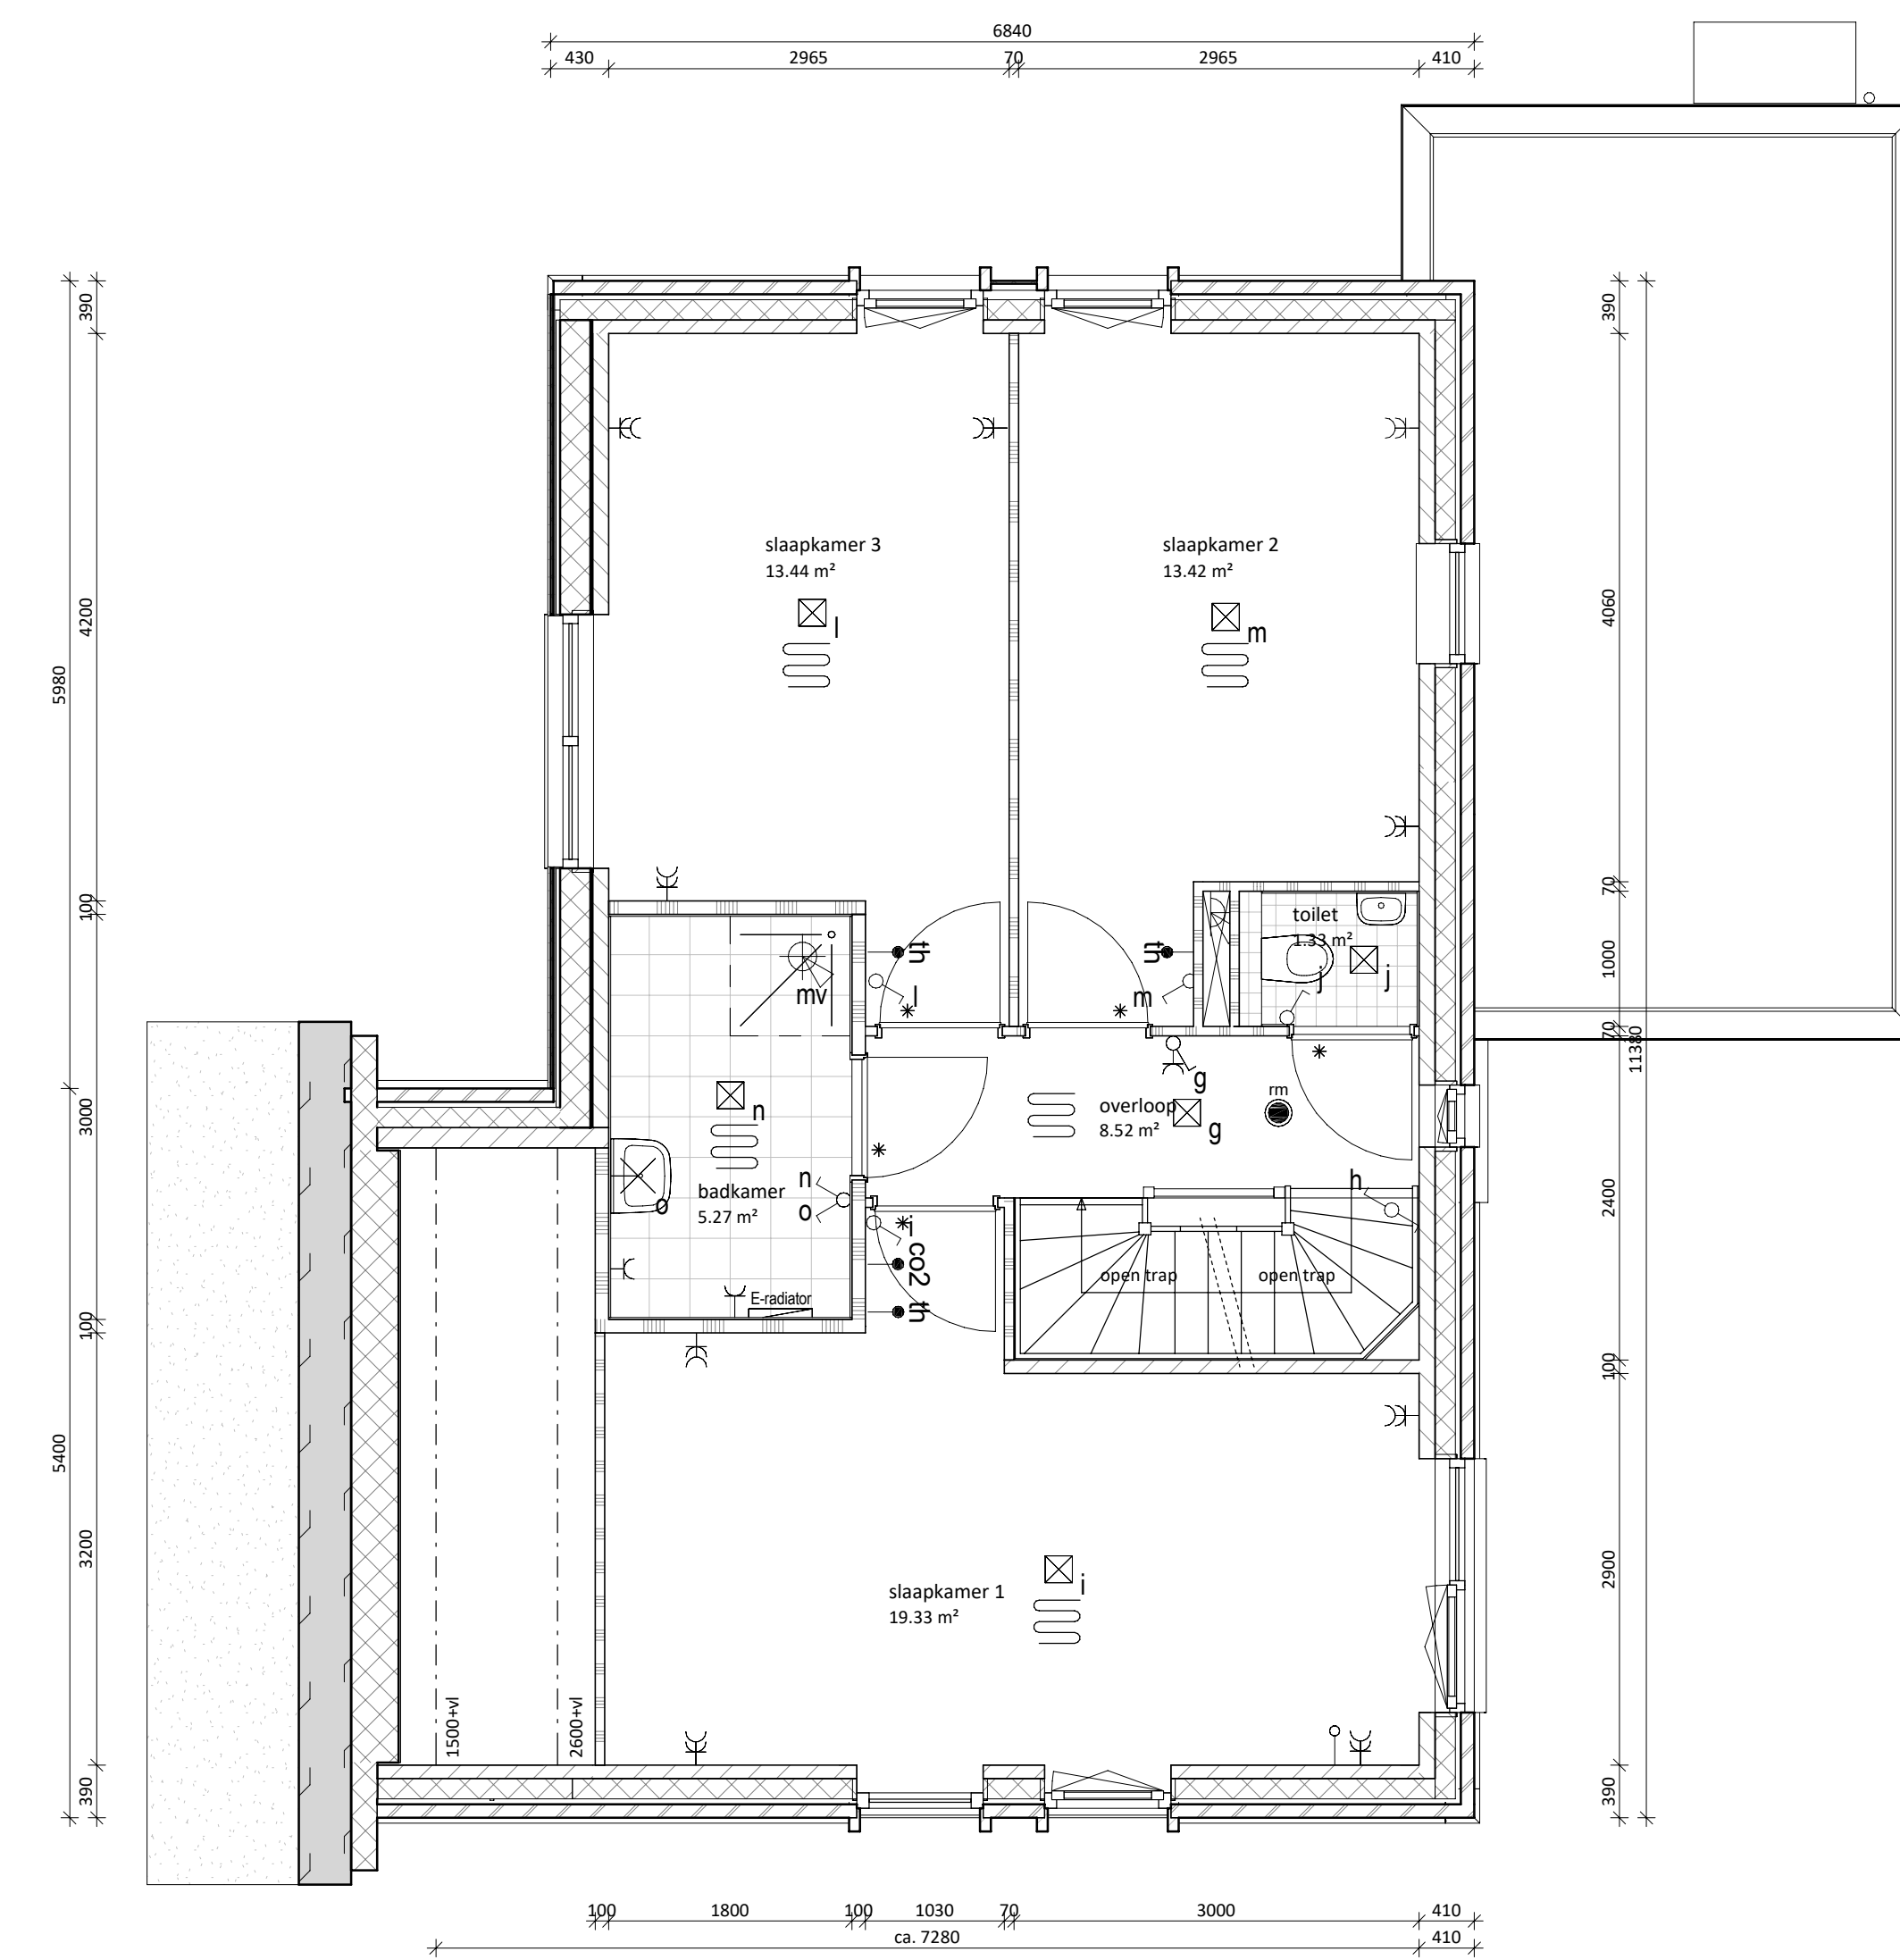 6840
430 2965 70 2965 410
390
4200
5980
100
3000
100
5400
3200
390
390
4060
70
1000
70
11380
2400
100
2900
390
slaapkamer 3
13.44 m²
l
slaapkamer 2
13.42 m²
m
toilet
1.33 m²
j
j
th
l
th
m
mv
n
badkamer
5.27 m²
o
n
o
E-radiator
overloop
8.52 m²
g
g
rm
h
i
co2
th
open trap
open trap
slaapkamer 1
19.33 m²
i
1500+vl
2600+vl
100 1800 100 1030 70 3000 410
ca. 7280 410